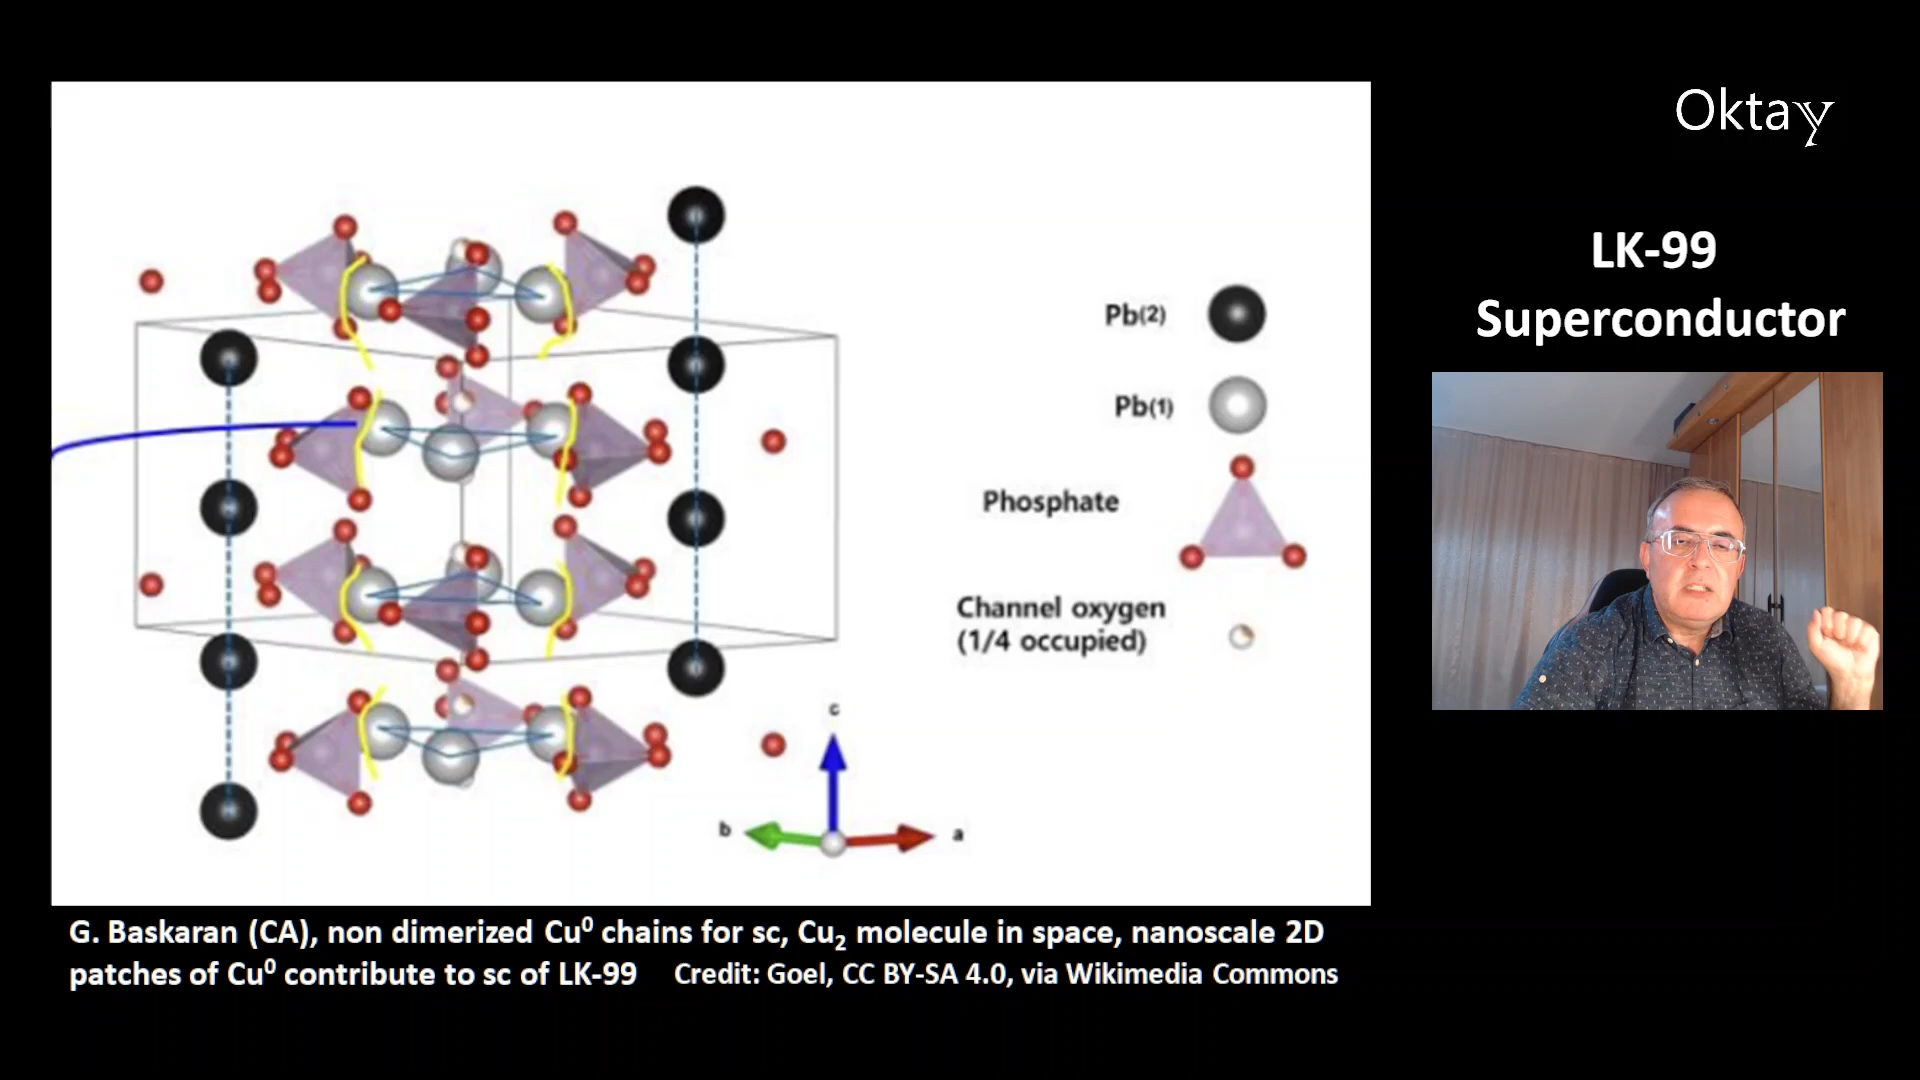 Oktay
LK-99
Superconductor
Pb(2)
Pb(1)
Phosphate
Channel oxygen
(1/4 occupied)
c
b
a
G. Baskaran (CA), non dimerized Cu⁰ chains for sc, Cu₂ molecule in space, nanoscale 2D
patches of Cu⁰ contribute to sc of LK-99 Credit: Goel, CC BY-SA 4.0, via Wikimedia Commons